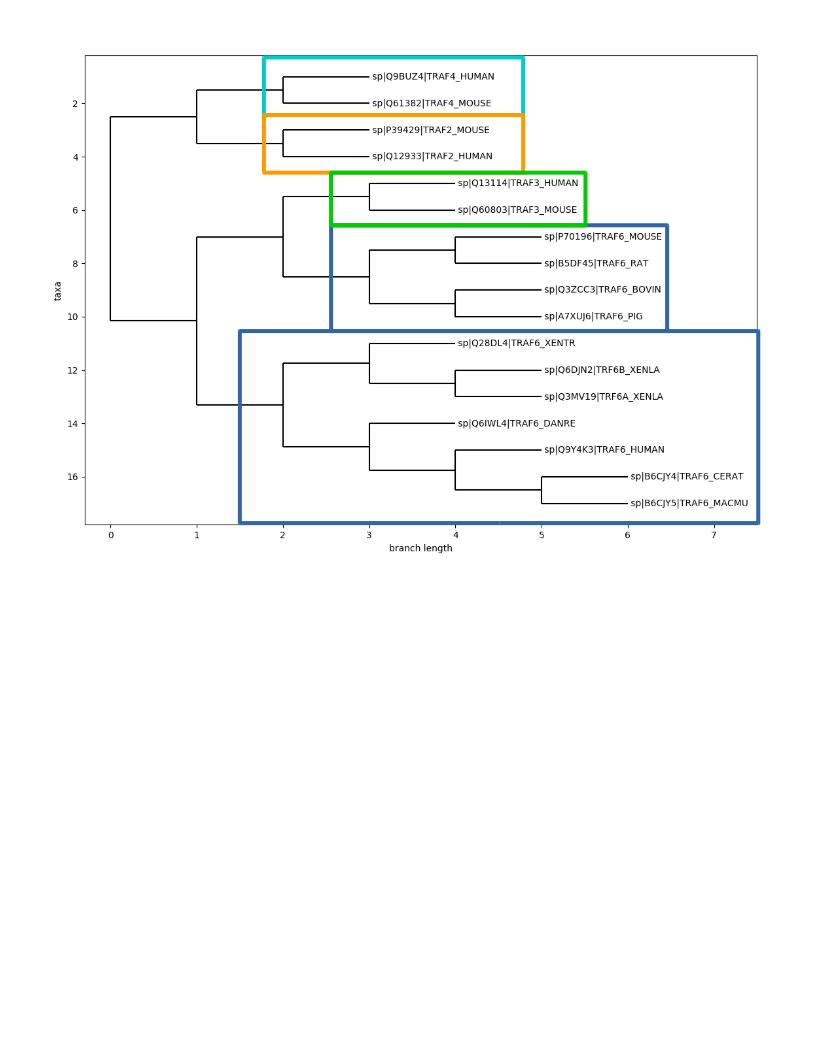 sp|Q9BUZ4|TRAF4_HUMAN
2
sp|Q61382|TRAF4_MOUSE
sp|P39429|TRAF2_MOUSE
4
sp|Q12933|TRAF2_HUMAN
sp|Q13114|TRAF3_HUMAN
6
sp|Q60803|TRAF3_MOUSE
sp|P70196|TRAF6_MOUSE
8
sp|B5DF45|TRAF6_RAT
taxa
sp|Q3ZCC3|TRAF6_BOVIN
10
sp|A7XUJ6|TRAF6_PIG
sp|Q28DL4|TRAF6_XENTR
12
sp|Q6DJN2|TRF6B_XENLA
sp|Q3MV19|TRF6A_XENLA
14
sp|Q6IWL4|TRAF6_DANRE
sp|Q9Y4K3|TRAF6_HUMAN
16
sp|B6CJY4|TRAF6_CERAT
sp|B6CJY5|TRAF6_MACMU
0 1 2 3 4 5 6 7
branch length